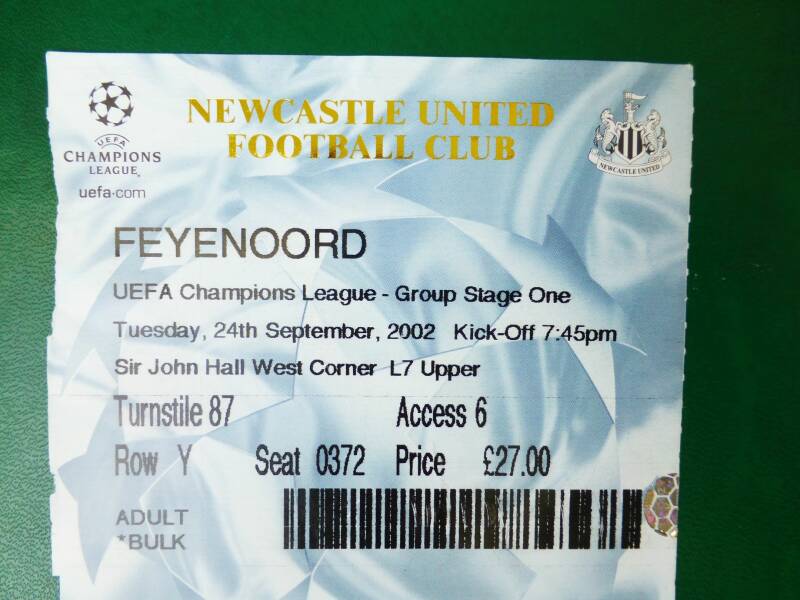 NEWCASTLE UNITED
FOOTBALL CLUB
UEFA
CHAMPIONS
LEAGUE
uefa.com
NEWCASTLE UNITED
FEYENOORD
UEFA Champions League - Group Stage One
Tuesday, 24th September, 2002 Kick-Off 7:45pm
Sir John Hall West Corner L7 Upper
Turnstile 87 Access 6
Row Y Seat 0372 Price £27.00
ADULT
*BULK